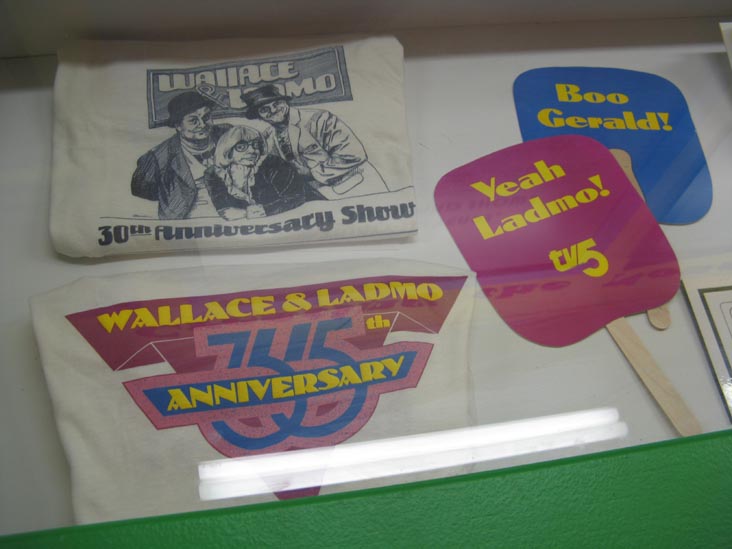 WALLACE
& LADMO
30th Anniversary Show
Boo
Gerald!
Yeah
Ladmo!
tv5
WALLACE & LADMO
35th
ANNIVERSARY